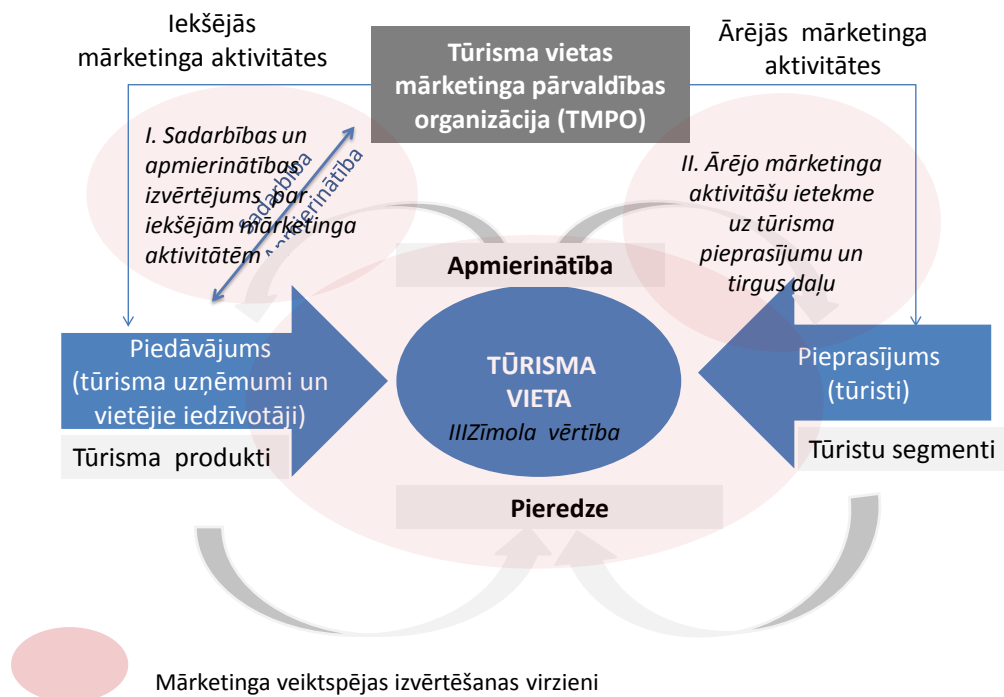 Iekšējās
mārketinga aktivitātes
Tūrisma vietas
mārketinga pārvaldības
organizācija (TMPO)
Ārējās mārketinga
aktivitātes
I. Sadarbības un
apmierinātības
izvērtējums par
iekšējām mārketinga
aktivitātēm
Sadarbība
Apmierinātība
II. Ārējo mārketinga
aktivitāšu ietekme
uz tūrisma
pieprasījumu un
tirgus daļu
Apmierinātība
Piedāvājums
(tūrisma uzņēmumi un
vietējie iedzīvotāji)
TŪRISMA
VIETA
IIIZīmola vērtība
Pieprasījums
(tūristi)
Tūrisma produkti
Tūristu segmenti
Pieredze
Mārketinga veiktspējas izvērtēšanas virzieni